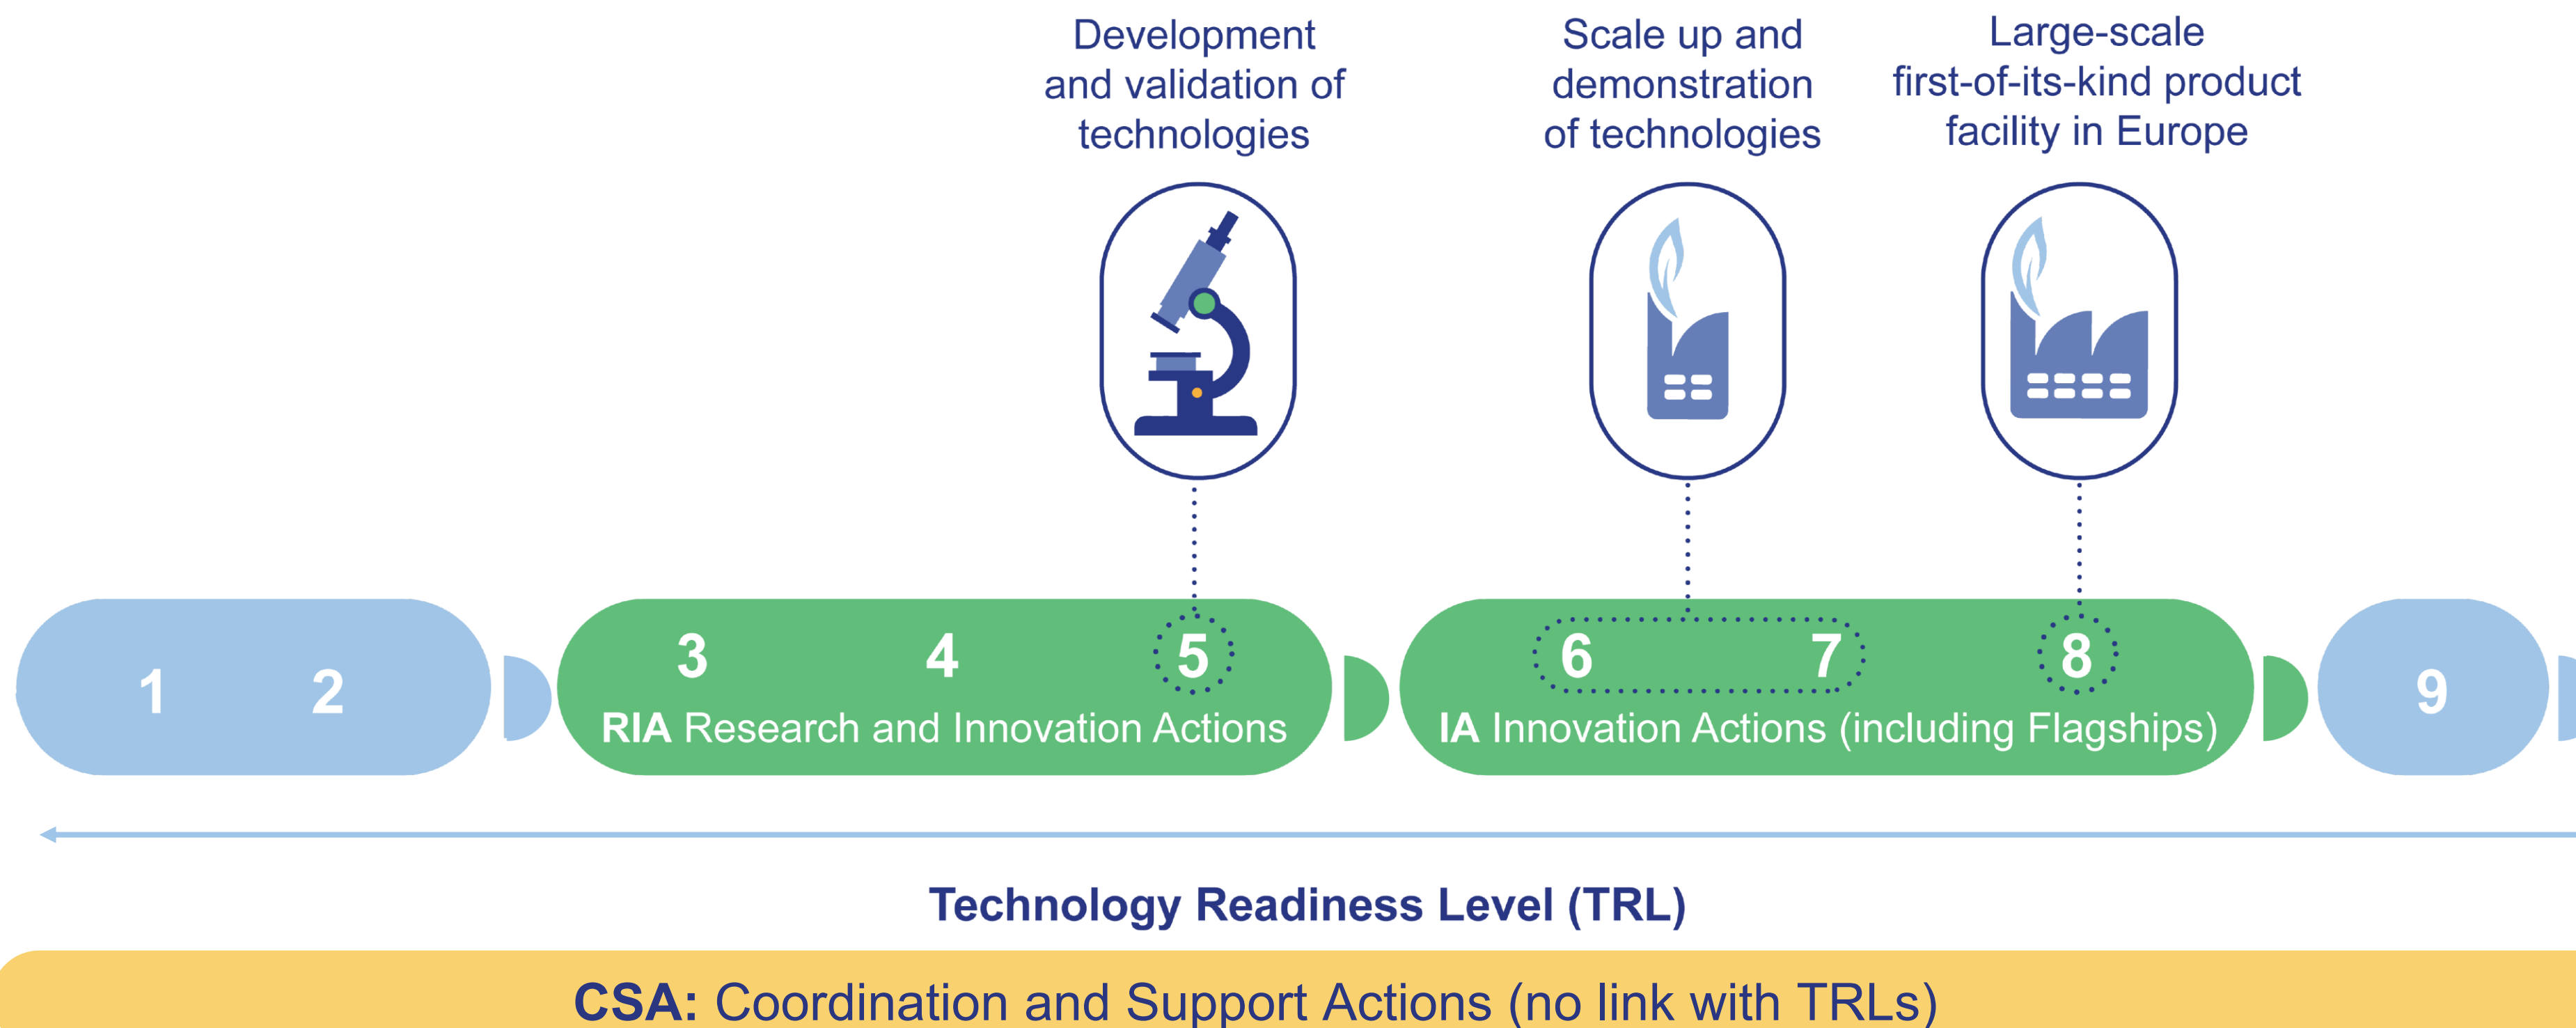 Development
and validation of
technologies
Scale up and
demonstration
of technologies
Large-scale
first-of-its-kind product
facility in Europe
1 2
3 4 5
RIA Research and Innovation Actions
6 7 8
IA Innovation Actions (including Flagships)
9
Technology Readiness Level (TRL)
CSA: Coordination and Support Actions (no link with TRLs)